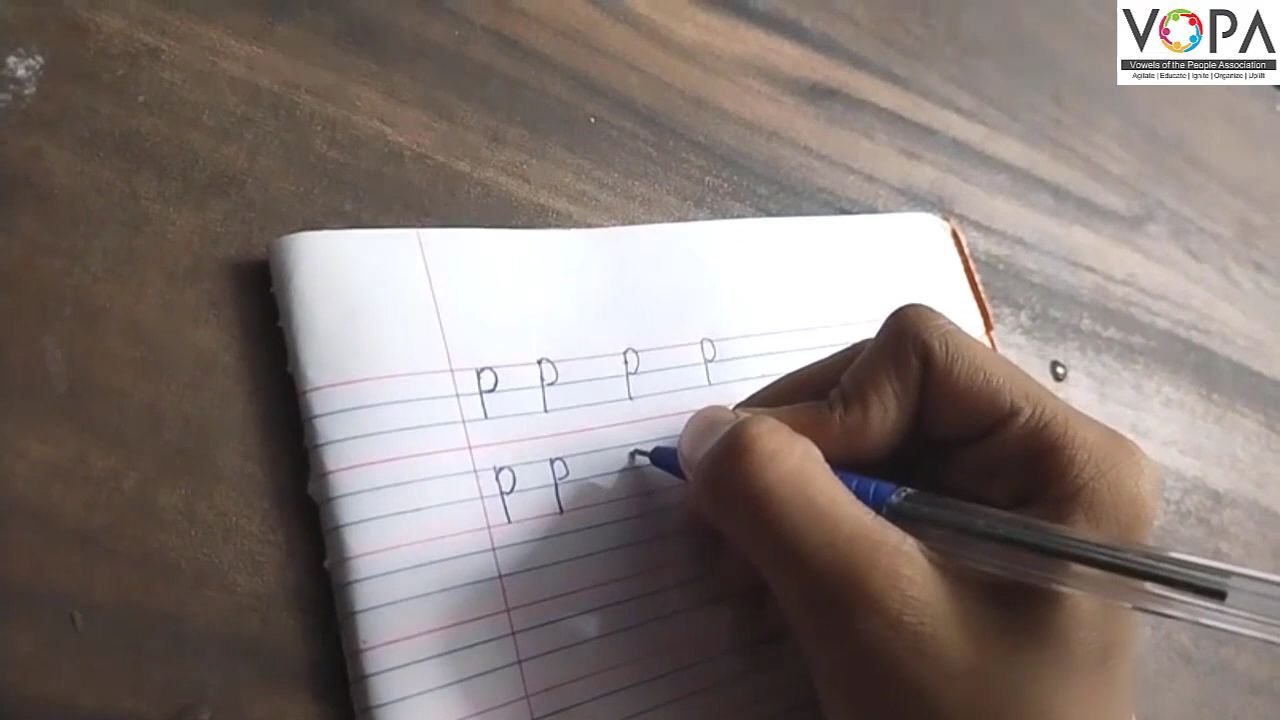 VOPA
Vowels of the People Association
Agitate | Educate | Ignite | Organize | Uplift
p p p p
p p